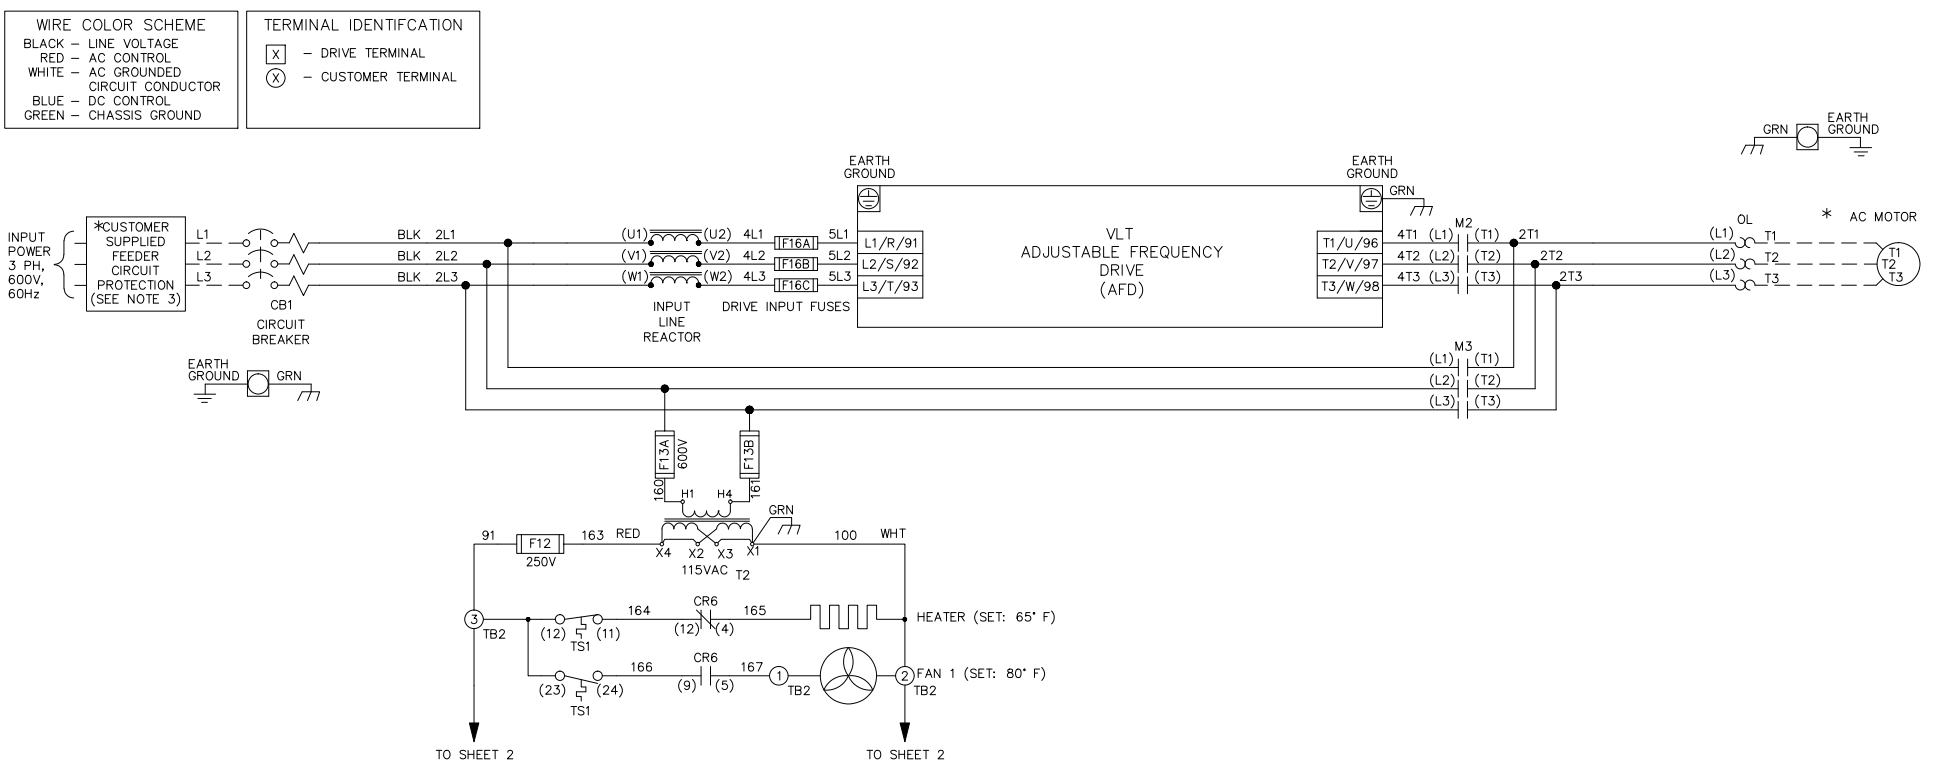 WIRE COLOR SCHEME
BLACK – LINE VOLTAGE
RED – AC CONTROL
WHITE – AC GROUNDED
CIRCUIT CONDUCTOR
BLUE – DC CONTROL
GREEN – CHASSIS GROUND
TERMINAL IDENTIFCATION
X – DRIVE TERMINAL
X – CUSTOMER TERMINAL
GRN
EARTH
GROUND
INPUT
POWER
3 PH,
600V,
60Hz
*CUSTOMER
SUPPLIED
FEEDER
CIRCUIT
PROTECTION
(SEE NOTE 3)
L1
L2
L3
CB1
CIRCUIT
BREAKER
BLK 2L1
BLK 2L2
BLK 2L3
(U1) (U2) 4L1 F16A 5L1
(V1) (V2) 4L2 F16B 5L2
(W1) (W2) 4L3 F16C 5L3
INPUT
LINE
REACTOR
DRIVE INPUT FUSES
EARTH
GROUND
L1/R/91
L2/S/92
L3/T/93
VLT
ADJUSTABLE FREQUENCY
DRIVE
(AFD)
EARTH
GROUND
GRN
T1/U/96
T2/V/97
T3/W/98
M2
4T1 (L1) (T1) 2T1
4T2 (L2) (T2) 2T2
4T3 (L3) (T3) 2T3
OL
(L1) T1
(L2) T2
(L3) T3
* AC MOTOR
T1
T2
T3
M3
(L1) (T1)
(L2) (T2)
(L3) (T3)
EARTH
GROUND
GRN
F13A
600V
F13B
160
161
H1 H4
GRN
91 F12 163 RED
250V
X4 X2 X3 X1
115VAC T2
100 WHT
3
TB2
(12) (11)
TS1
164
CR6
(12) (4)
165
HEATER (SET: 65° F)
(23) (24)
TS1
166
CR6
(9) (5)
167
1
TB2
2
TB2
FAN 1 (SET: 80° F)
TO SHEET 2
TO SHEET 2